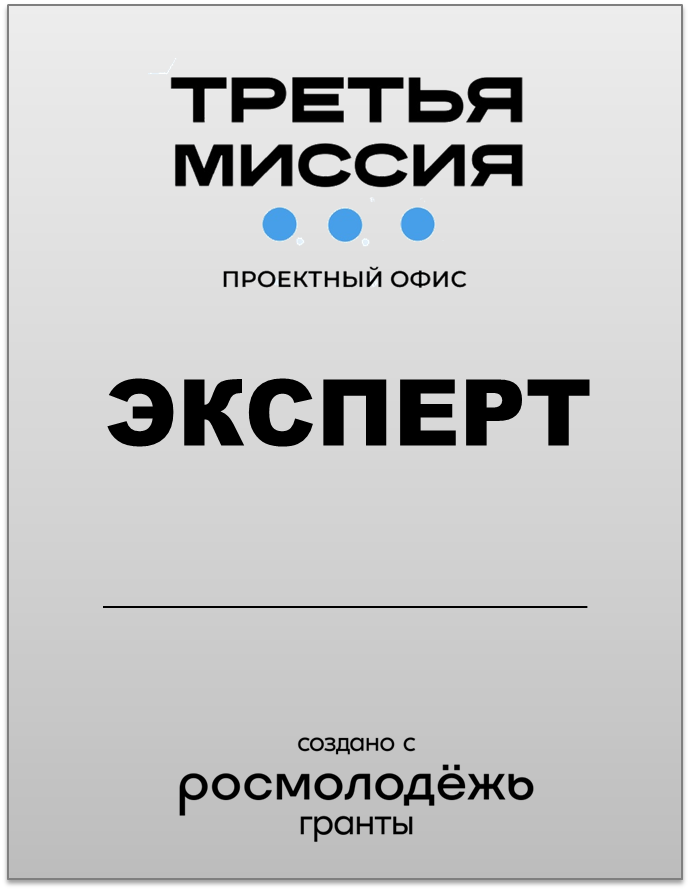 ТРЕТЬЯ
МИССИЯ
ПРОЕКТНЫЙ ОФИС
ЭКСПЕРТ
создано с
росмолодёжь
гранты